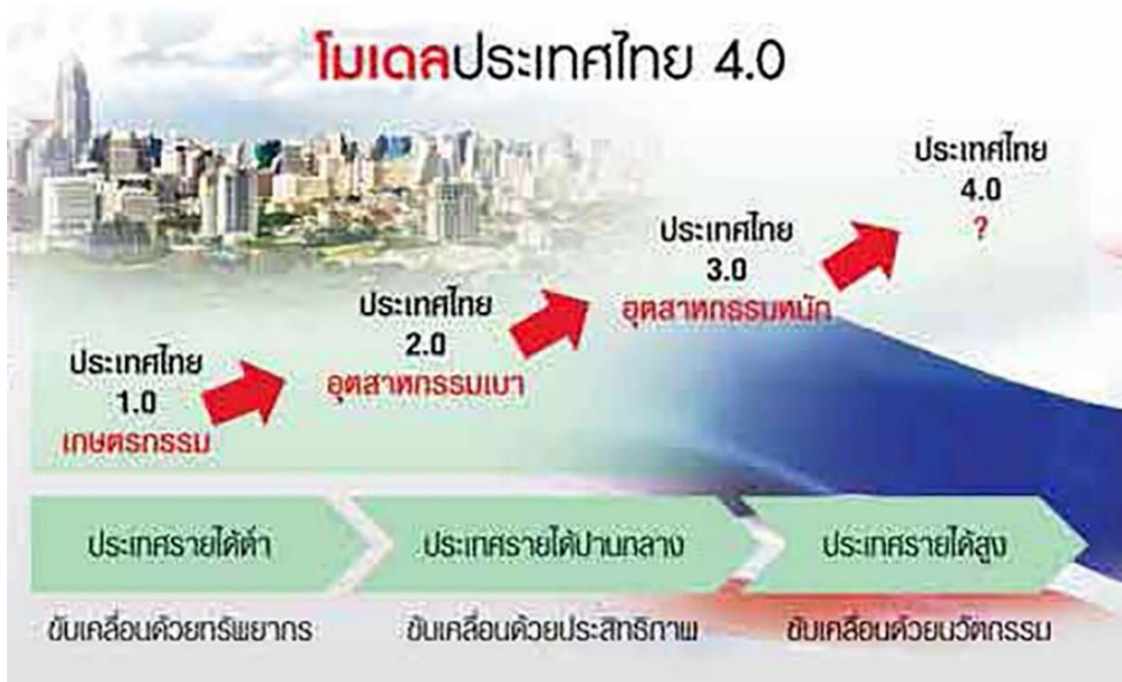 โมเดลประเทศไทย 4.0
ประเทศไทย
4.0
?
ประเทศไทย
3.0
อุตสาหกรรมหนัก
ประเทศไทย
2.0
อุตสาหกรรมเบา
ประเทศไทย
1.0
เกษตรกรรม
ประเทศรายได้ต่ำ
ประเทศรายได้ปานกลาง
ประเทศรายได้สูง
ขับเคลื่อนด้วยทรัพยากร
ขับเคลื่อนด้วยประสิทธิภาพ
ขับเคลื่อนด้วยนวัตกรรม